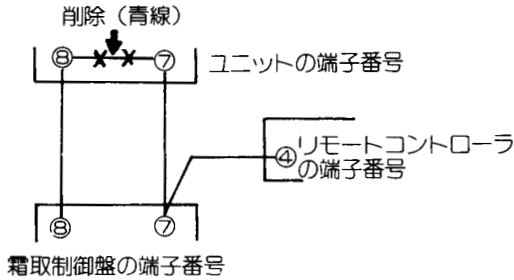 削除（青線）
⑧ ⑦ ユニットの端子番号
④ リモートコントローラ
の端子番号
⑧ ⑦
霜取制御盤の端子番号